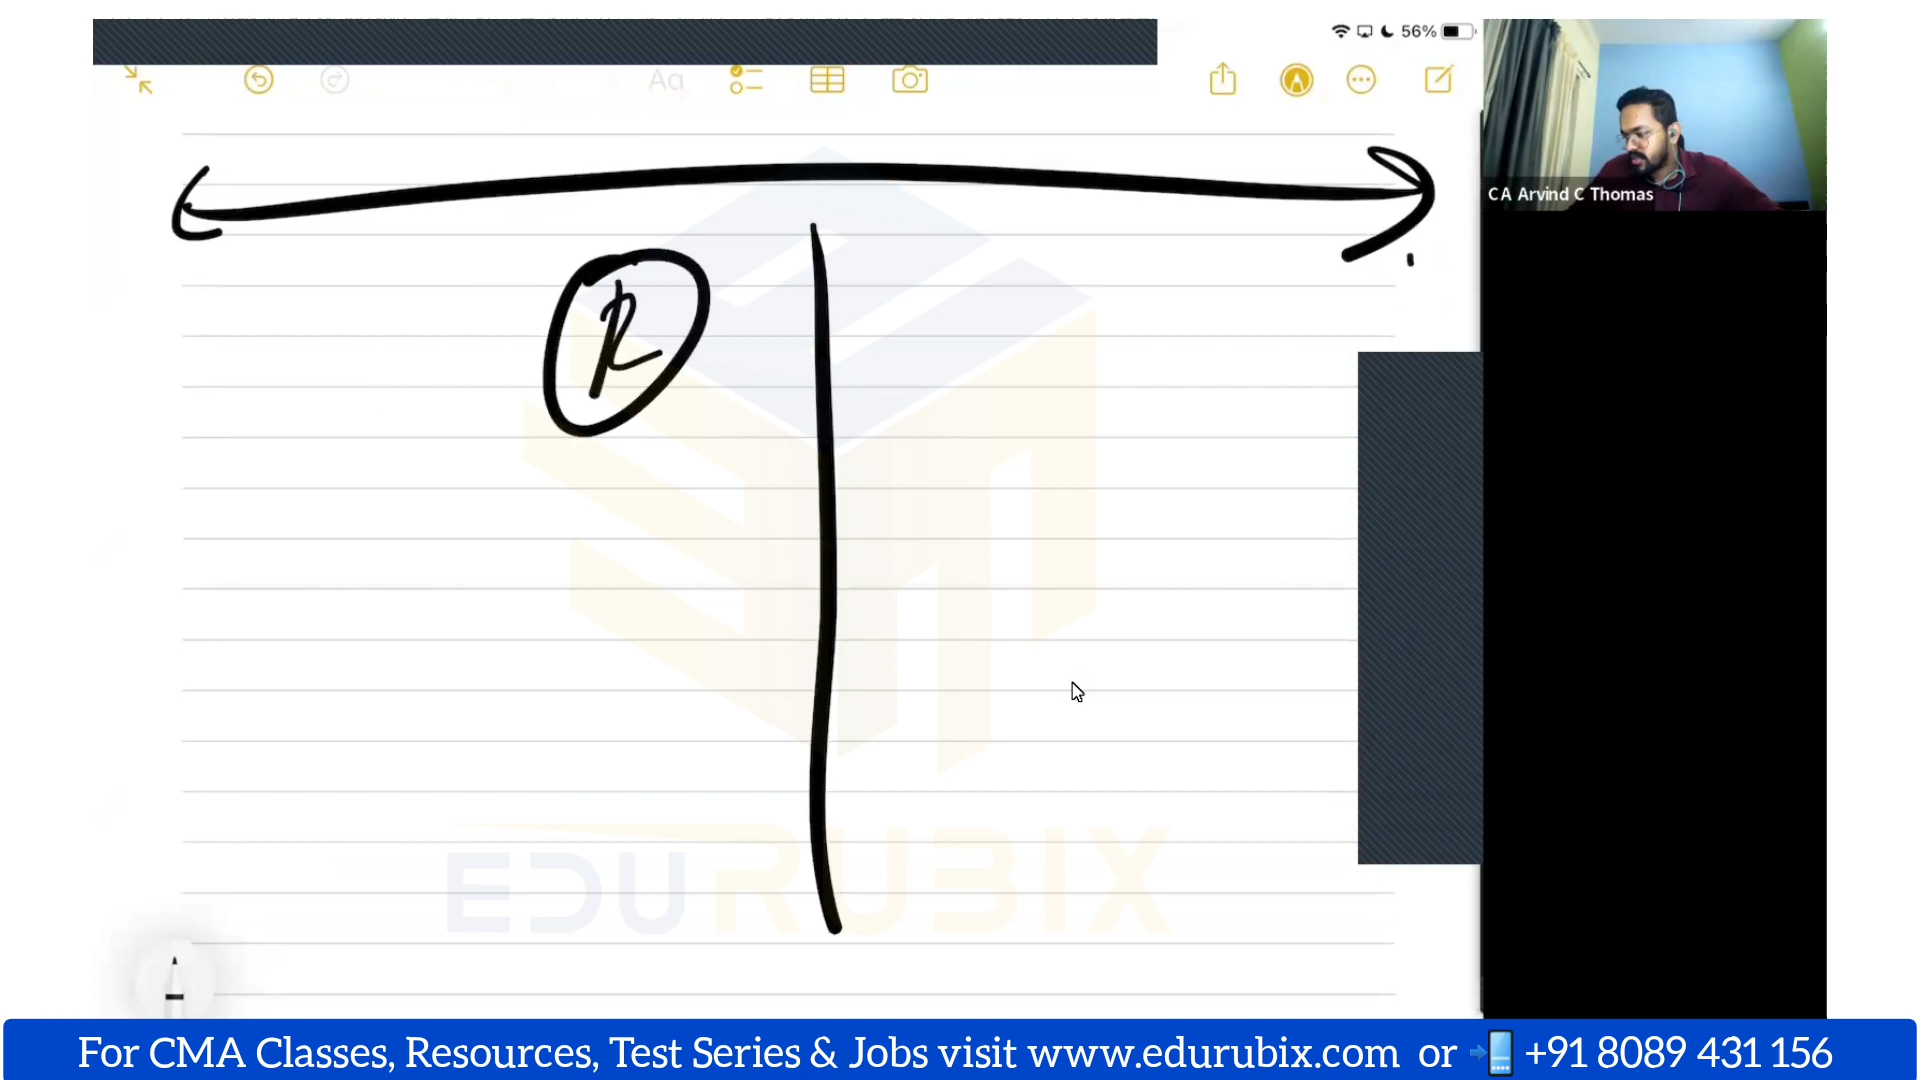 56%
Aa
CA Arvind C Thomas
R
EDURUBIX
For CMA Classes, Resources, Test Series & Jobs visit www.edurubix.com or +91 8089 431 156